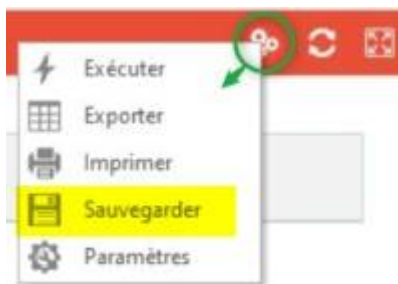 Exécuter
Exporter
Imprimer
Sauvegarder
Paramètres